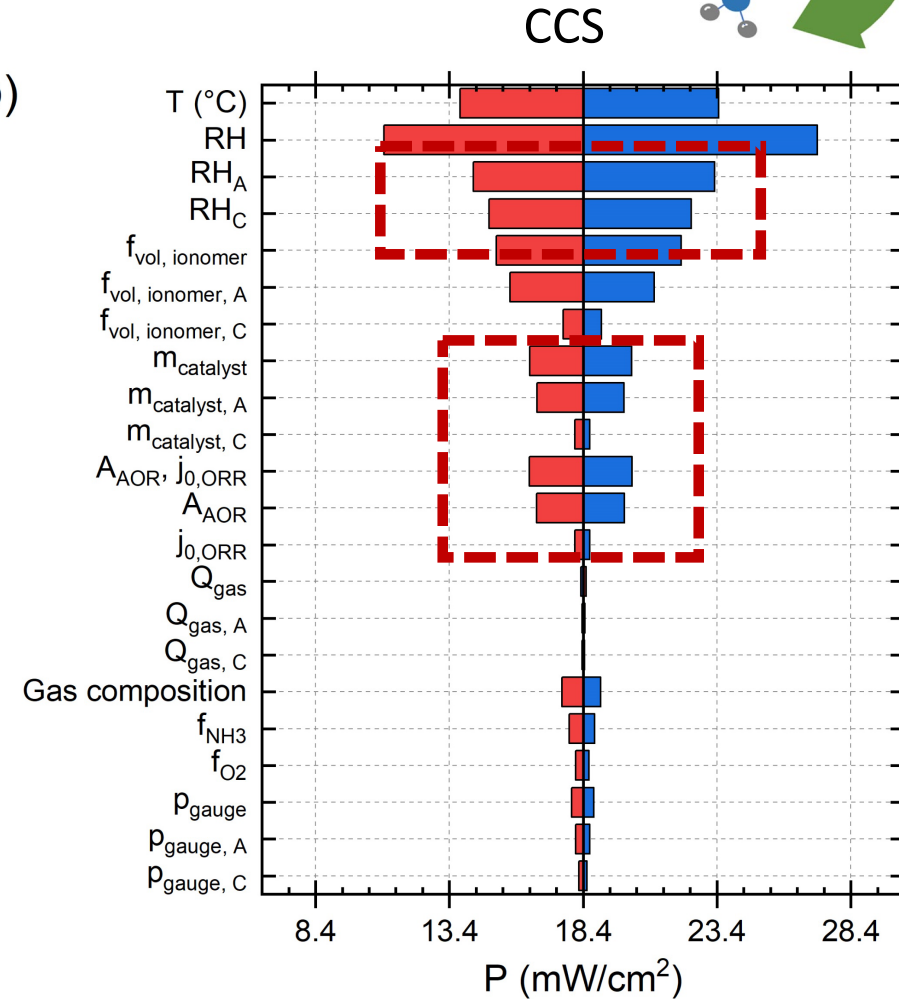 CCS
)
T (°C)
RH
RH_A
RH_C
f_vol, ionomer
f_vol, ionomer, A
f_vol, ionomer, C
m_catalyst
m_catalyst, A
m_catalyst, C
A_AOR, j_0,ORR
A_AOR
j_0,ORR
Q_gas
Q_gas, A
Q_gas, C
Gas composition
f_NH3
f_O2
p_gauge
p_gauge, A
p_gauge, C
8.4 13.4 18.4 23.4 28.4
P (mW/cm²)